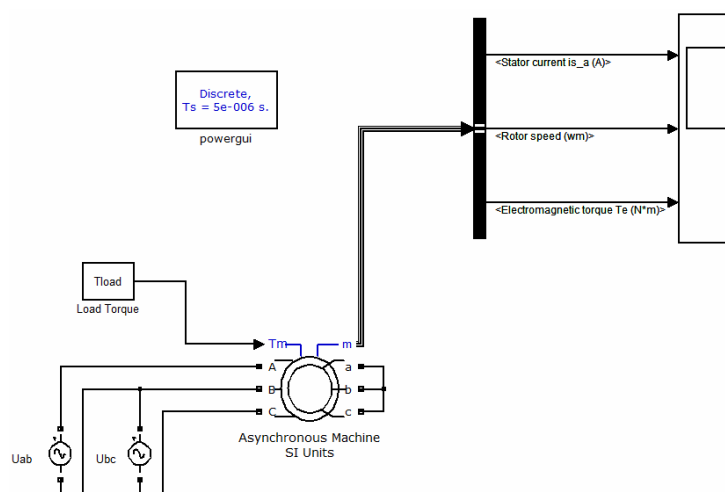 <Stator current is_a (A)>
Discrete,
Ts = 5e-006 s.
powergui
<Rotor speed (wm)>
<Electromagnetic torque Te (N*m)>
Tload
Load Torque
Tm
m
A
a
B
b
C
c
Asynchronous Machine
SI Units
Uab
Ubc